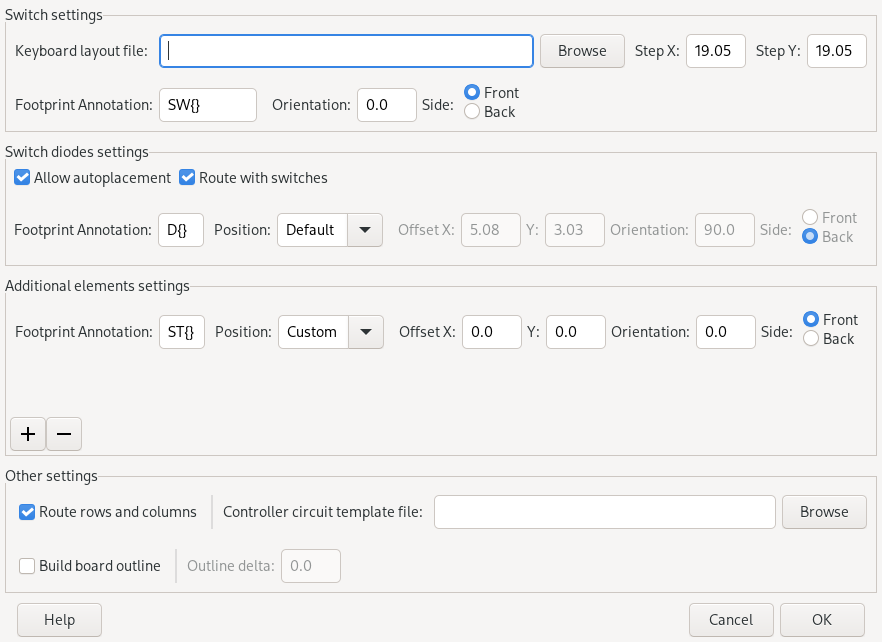 Switch settings
Keyboard layout file: Browse Step X: 19.05 Step Y: 19.05
Footprint Annotation: SW{} Orientation: 0.0 Side: Front
Back
Switch diodes settings
Allow autoplacement Route with switches
Footprint Annotation: D{} Position: Default Offset X: 5.08 Y: 3.03 Orientation: 90.0 Side: Front
Back
Additional elements settings
Footprint Annotation: ST{} Position: Custom Offset X: 0.0 Y: 0.0 Orientation: 0.0 Side: Front
Back
Other settings
Route rows and columns Controller circuit template file: Browse
Build board outline Outline delta: 0.0
Help Cancel OK